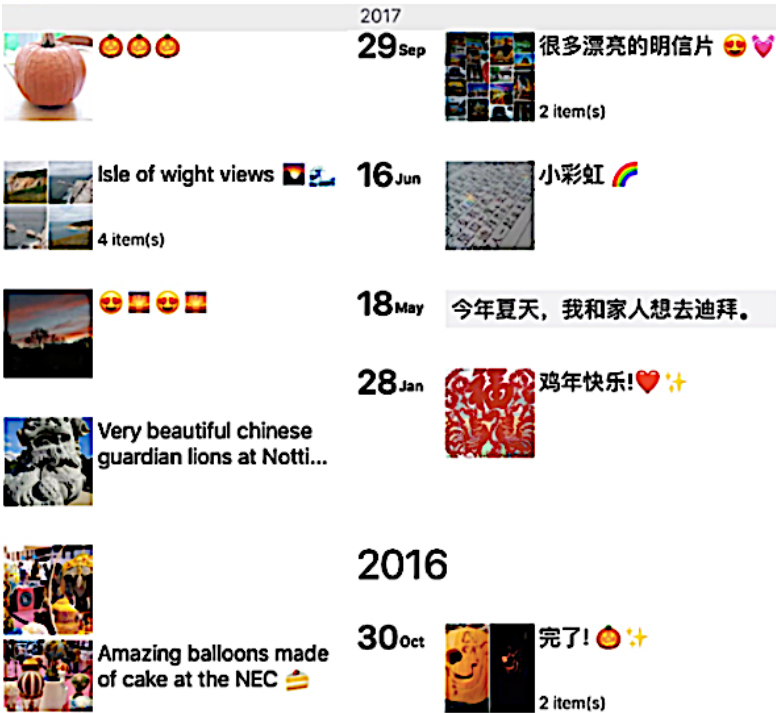 🎃🎃🎃
Isle of wight views 🌅🌊
4 item(s)
😍🌅😍🌅
Very beautiful chinese
guardian lions at Notti...
Amazing balloons made
of cake at the NEC 🍰
2017
29 Sep
很多漂亮的明信片 😍💓
2 item(s)
16 Jun
小彩虹 🌈
18 May
今年夏天，我和家人想去迪拜。
28 Jan
鸡年快乐!❤️✨
福
2016
30 Oct
完了! 🎃✨
2 item(s)